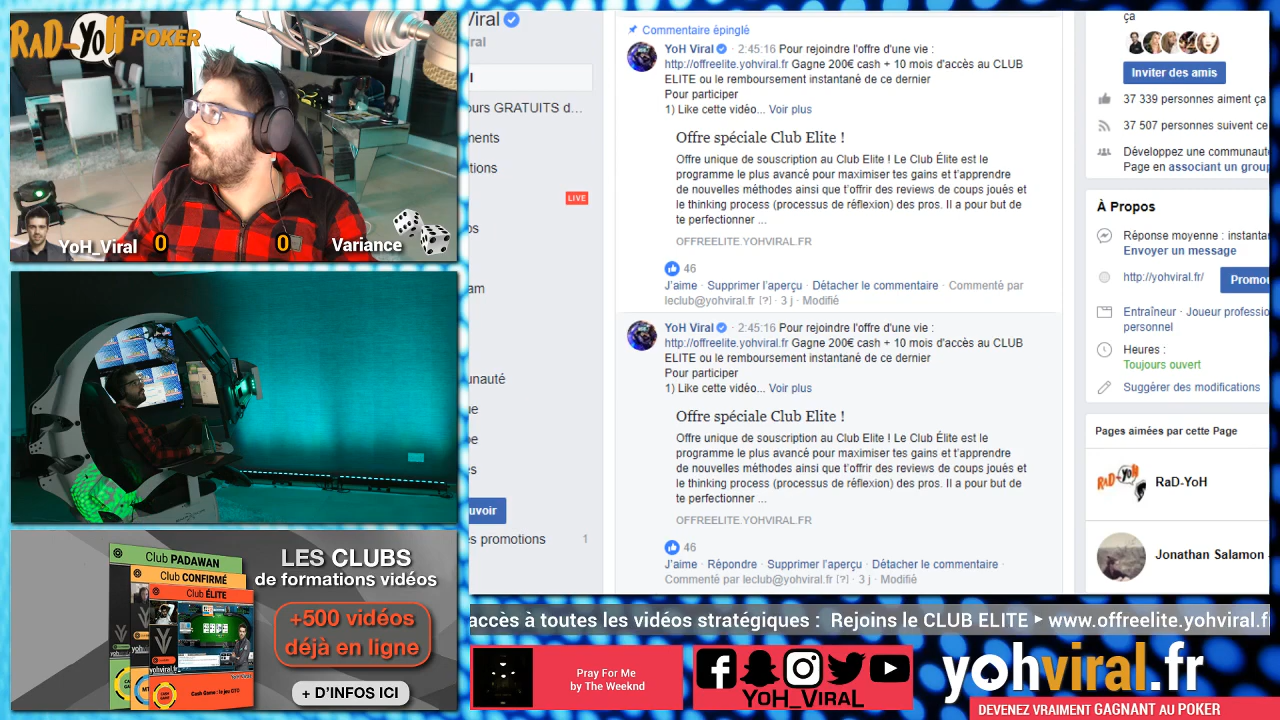 RaD-YoH POKER
YoH_Viral 0 0 Variance
Club PADAWAN
Club CONFIRMÉ
Club ÉLITE
Cash Game : le jeu GTO
LES CLUBS
de formations vidéos
+500 vidéos
déjà en ligne
+ D'INFOS ICI
Viral
ral
ours GRATUITS d...
ments
tions
LIVE
os
am
unauté
ue
pe
s
uvoir
s promotions 1
Commentaire épinglé
YoH Viral · 2:45:16 Pour rejoindre l'offre d'une vie :
http://offreelite.yohviral.fr Gagne 200€ cash + 10 mois d'accès au CLUB
ELITE ou le remboursement instantané de ce dernier
Pour participer
1) Like cette vidéo... Voir plus
Offre spéciale Club Elite !
Offre unique de souscription au Club Elite ! Le Club Élite est le
programme le plus avancé pour maximiser tes gains et t'apprendre
de nouvelles méthodes ainsi que t'offrir des reviews de coups joués et
le thinking process (processus de réflexion) des pros. Il a pour but de
te perfectionner ...
OFFREELITE.YOHVIRAL.FR
46
J'aime · Supprimer l'aperçu · Détacher le commentaire · Commenté par
leclub@yohviral.fr [?] · 3 j · Modifié
YoH Viral · 2:45:16 Pour rejoindre l'offre d'une vie :
http://offreelite.yohviral.fr Gagne 200€ cash + 10 mois d'accès au CLUB
ELITE ou le remboursement instantané de ce dernier
Pour participer
1) Like cette vidéo... Voir plus
Offre spéciale Club Elite !
Offre unique de souscription au Club Elite ! Le Club Élite est le
programme le plus avancé pour maximiser tes gains et t'apprendre
de nouvelles méthodes ainsi que t'offrir des reviews de coups joués et
le thinking process (processus de réflexion) des pros. Il a pour but de
te perfectionner ...
OFFREELITE.YOHVIRAL.FR
46
J'aime · Répondre · Supprimer l'aperçu · Détacher le commentaire ·
Commenté par leclub@yohviral.fr [?] · 3 j · Modifié
ça
Inviter des amis
37 339 personnes aiment ça
37 507 personnes suivent ce
Développez une communauté
Page en associant un group
À Propos
Réponse moyenne : instantan
Envoyer un message
http://yohviral.fr/ Promou
Entraîneur · Joueur professio
personnel
Heures :
Toujours ouvert
Suggérer des modifications
Pages aimées par cette Page
RaD-YoH
Jonathan Salamon
accès à toutes les vidéos stratégiques : Rejoins le CLUB ELITE ▸ www.offreelite.yohviral.f
Pray For Me
by The Weeknd
YoH_ViraL
yohviral.fr
DEVENEZ VRAIMENT GAGNANT AU POKER